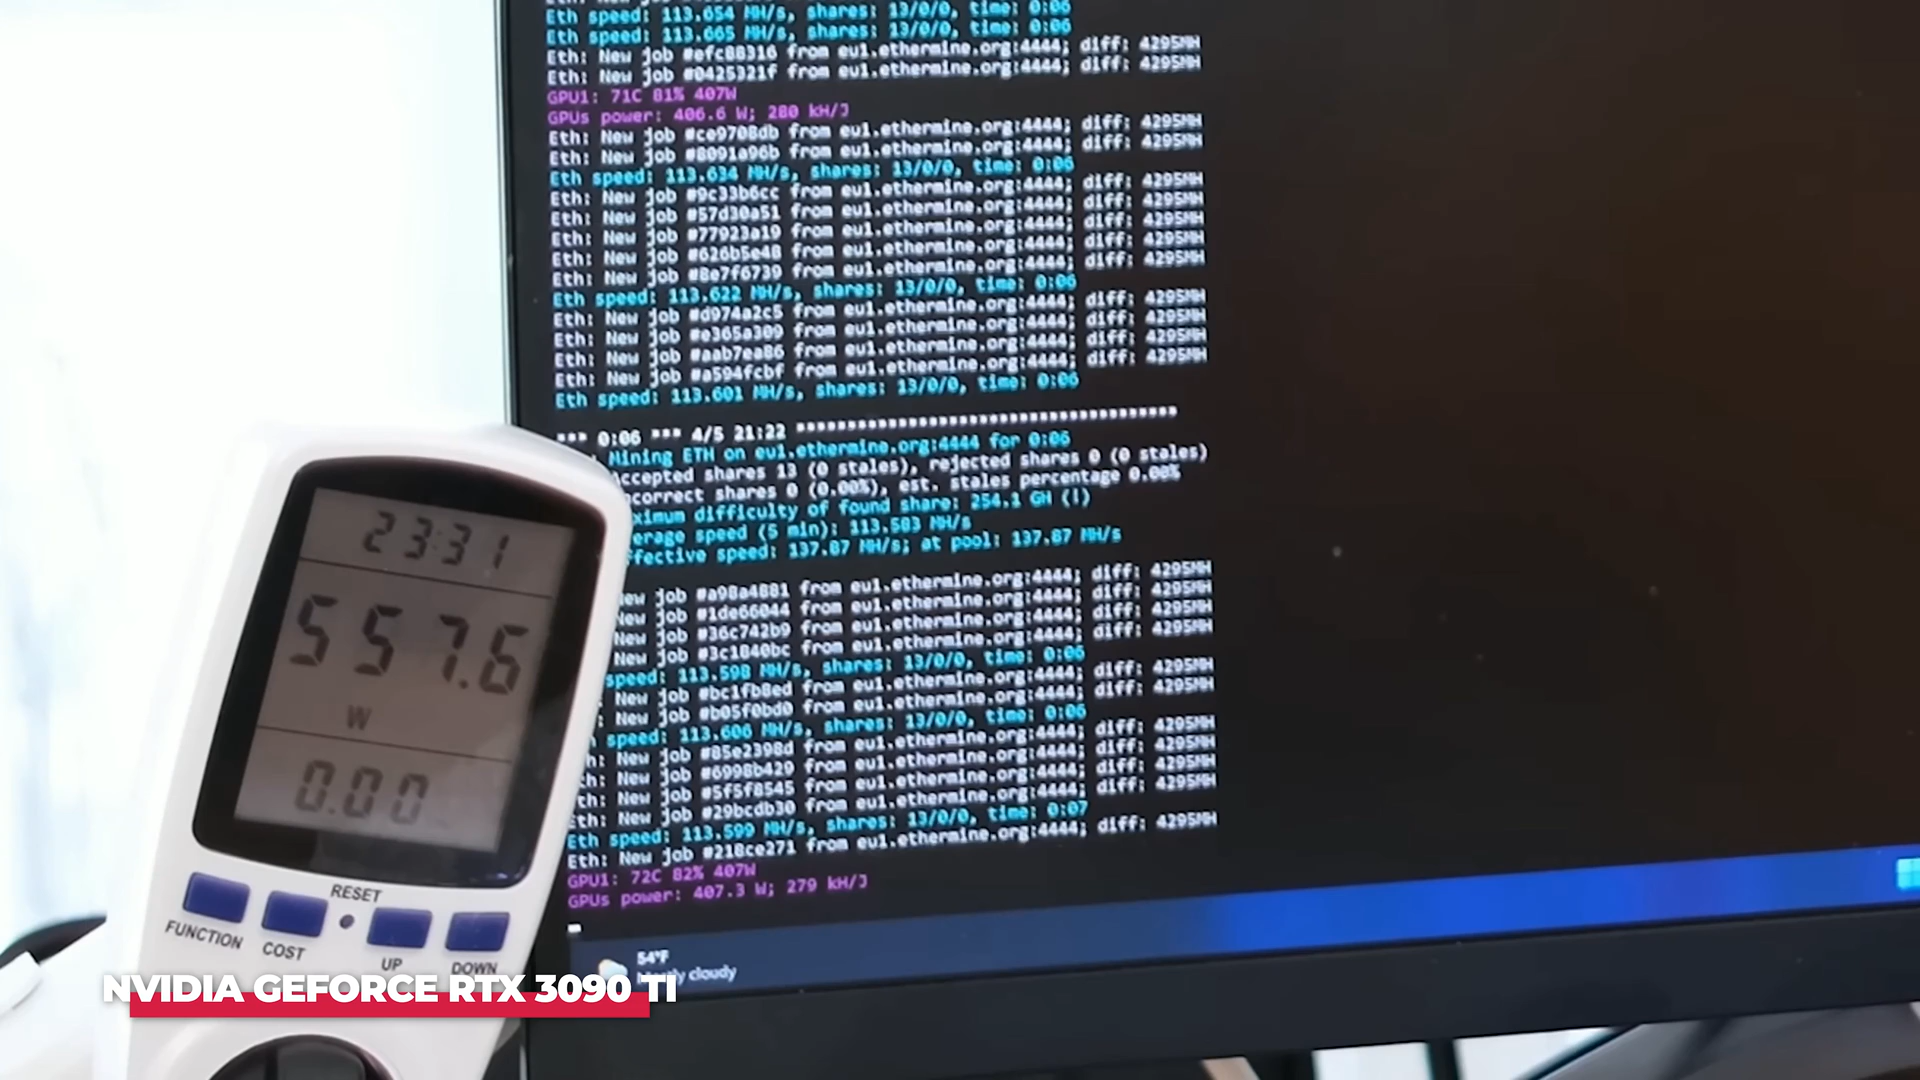 Eth speed: 113.654 MH/s, shares: 13/0/0, time: 0:06
Eth speed: 113.665 MH/s, shares: 13/0/0, time: 0:06
Eth: New job #efc88316 from eu1.ethermine.org:4444; diff: 4295MH
Eth: New job #0425321f from eu1.ethermine.org:4444; diff: 4295MH
GPU1: 71C 81% 407W
GPUs power: 406.6 W; 280 kH/J
Eth: New job #ce9708db from eu1.ethermine.org:4444; diff: 4295MH
Eth: New job #8091a96b from eu1.ethermine.org:4444; diff: 4295MH
Eth speed: 113.634 MH/s, shares: 13/0/0, time: 0:06
Eth: New job #9c33b6cc from eu1.ethermine.org:4444; diff: 4295MH
Eth: New job #57d30a51 from eu1.ethermine.org:4444; diff: 4295MH
Eth: New job #77923a19 from eu1.ethermine.org:4444; diff: 4295MH
Eth: New job #626b5e48 from eu1.ethermine.org:4444; diff: 4295MH
Eth: New job #8e7f6739 from eu1.ethermine.org:4444; diff: 4295MH
Eth speed: 113.622 MH/s, shares: 13/0/0, time: 0:06
Eth: New job #d974a2c5 from eu1.ethermine.org:4444; diff: 4295MH
Eth: New job #e365a309 from eu1.ethermine.org:4444; diff: 4295MH
Eth: New job #aab7ea86 from eu1.ethermine.org:4444; diff: 4295MH
Eth: New job #a594fcbf from eu1.ethermine.org:4444; diff: 4295MH
Eth speed: 113.601 MH/s, shares: 13/0/0, time: 0:06
*** 0:06 *** 4/5 21:22 **************************************
Mining ETH on eu1.ethermine.org:4444 for 0:06
ccepted shares 13 (0 stales), rejected shares 0 (0 stales)
correct shares 0 (0.00%), est. stales percentage 0.00%
ximum difficulty of found share: 254.1 GH (!)
erage speed (5 min): 113.583 MH/s
ffective speed: 137.87 MH/s; at pool: 137.87 MH/s
ew job #a98a4881 from eu1.ethermine.org:4444; diff: 4295MH
New job #1de66044 from eu1.ethermine.org:4444; diff: 4295MH
New job #36c742b9 from eu1.ethermine.org:4444; diff: 4295MH
New job #3c1840bc from eu1.ethermine.org:4444; diff: 4295MH
speed: 113.598 MH/s, shares: 13/0/0, time: 0:06
New job #bc1fb8ed from eu1.ethermine.org:4444; diff: 4295MH
: New job #b05f0bd0 from eu1.ethermine.org:4444; diff: 4295MH
h speed: 113.606 MH/s, shares: 13/0/0, time: 0:06
h: New job #85e2398d from eu1.ethermine.org:4444; diff: 4295MH
th: New job #6998b429 from eu1.ethermine.org:4444; diff: 4295MH
th: New job #5f5f8545 from eu1.ethermine.org:4444; diff: 4295MH
th: New job #29bcdb30 from eu1.ethermine.org:4444; diff: 4295MH
Eth speed: 113.599 MH/s, shares: 13/0/0, time: 0:07
Eth: New job #218ce271 from eu1.ethermine.org:4444; diff: 4295MH
GPU1: 72C 82% 407W
GPUs power: 407.3 W; 279 kH/J
54°F
Mostly cloudy
23:31
557.6
W
0.00
RESET
FUNCTION COST UP DOWN
NVIDIA GEFORCE RTX 3090 TI